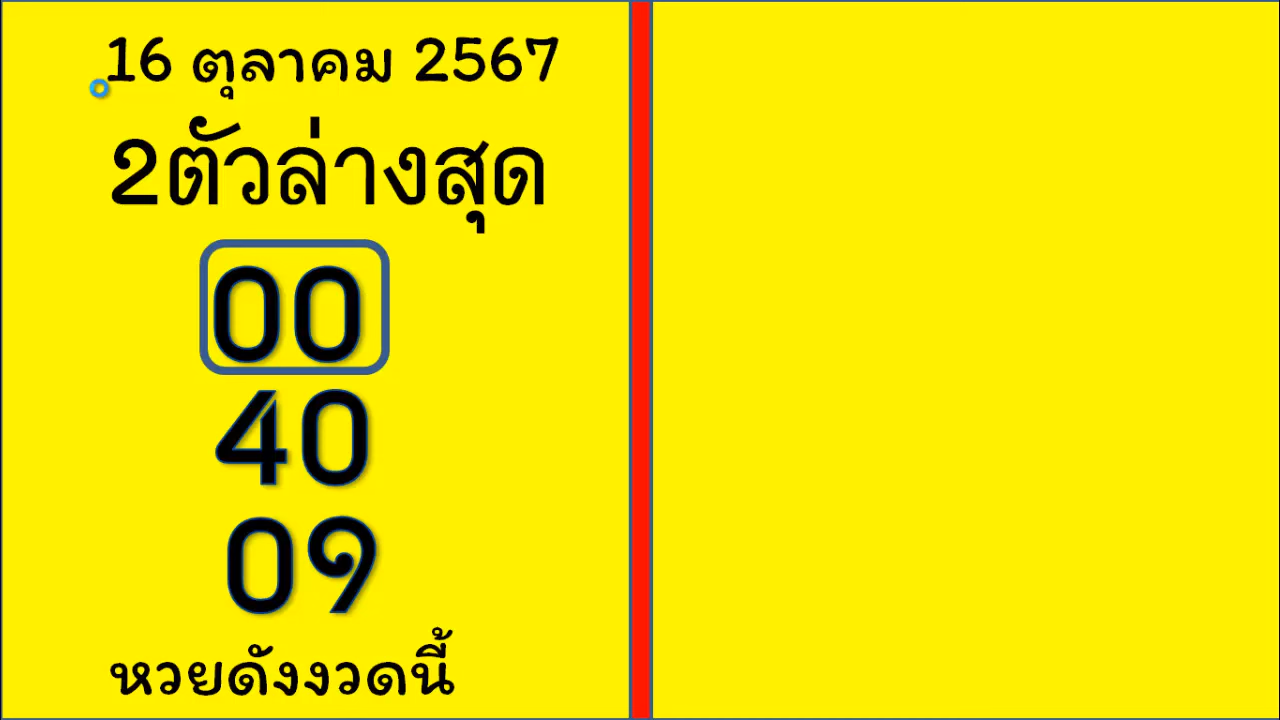 16 ตุลาคม 2567
2ตัวล่างสุด
00
40
09
หวยดังงวดนี้